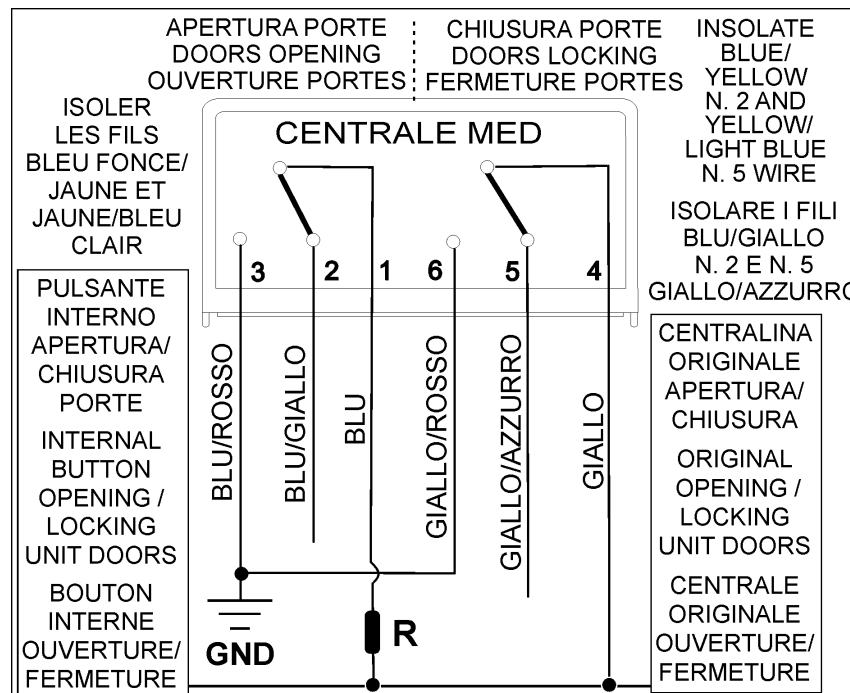 APERTURA PORTE
DOORS OPENING
OUVERTURE PORTES
CHIUSURA PORTE
DOORS LOCKING
FERMETURE PORTES
INSOLATE
BLUE/
YELLOW
N. 2 AND
YELLOW/
LIGHT BLUE
N. 5 WIRE
ISOLER
LES FILS
BLEU FONCE/
JAUNE ET
JAUNE/BLEU
CLAIR
CENTRALE MED
ISOLARE I FILI
BLU/GIALLO
N. 2 E N. 5
GIALLO/AZZURRO
3 2 1 6 5 4
PULSANTE
INTERNO
APERTURA/
CHIUSURA
PORTE
INTERNAL
BUTTON
OPENING /
LOCKING
UNIT DOORS
BOUTON
INTERNE
OUVERTURE/
FERMETURE
BLU/ROSSO
BLU/GIALLO
BLU
GIALLO/ROSSO
GIALLO/AZZURRO
GIALLO
GND
R
CENTRALINA
ORIGINALE
APERTURA/
CHIUSURA
ORIGINAL
OPENING /
LOCKING
UNIT DOORS
CENTRALE
ORIGINALE
OUVERTURE/
FERMETURE